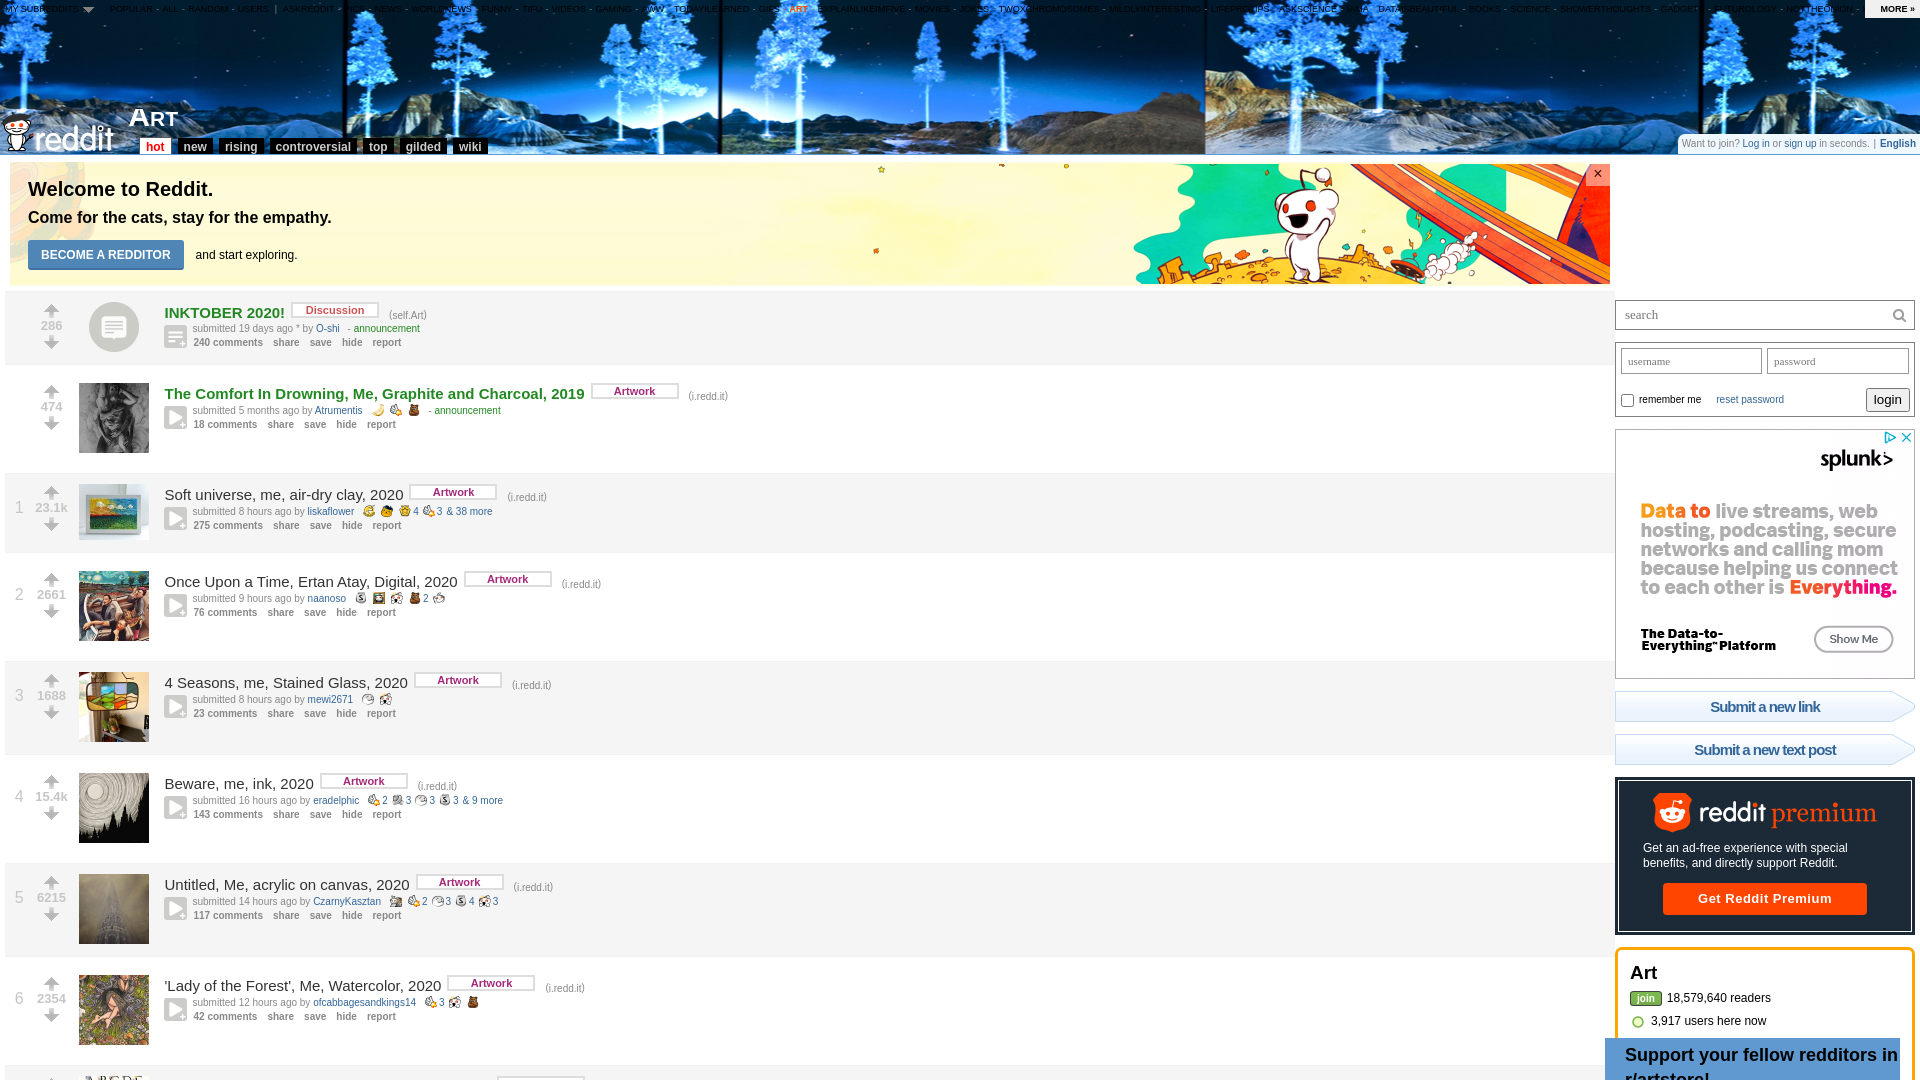 MY SUBREDDITS POPULAR - ALL - RANDOM - USERS | ASKREDDIT - PICS - NEWS - WORLDNEWS - FUNNY - TIFU - VIDEOS - GAMING - AWW - TODAYILEARNED - GIFS - ART - EXPLAINLIKEIMFIVE - MOVIES - JOKES - TWOXCHROMOSOMES - MILDLYINTERESTING - LIFEPROTIPS - ASKSCIENCE - IAMA - DATAISBEAUTIFUL - BOOKS - SCIENCE - SHOWERTHOUGHTS - GADGETS - FUTUROLOGY - NOTTHEONION - MORE »
reddit ART
hot new rising controversial top gilded wiki
Want to join? Log in or sign up in seconds. | English
Welcome to Reddit.
Come for the cats, stay for the empathy.
BECOME A REDDITOR and start exploring.
×
286
INKTOBER 2020! Discussion (self.Art)
submitted 19 days ago * by O-shi - announcement
240 comments share save hide report
474
The Comfort In Drowning, Me, Graphite and Charcoal, 2019 Artwork (i.redd.it)
submitted 5 months ago by Atrumentis - announcement
18 comments share save hide report
1 23.1k
Soft universe, me, air-dry clay, 2020 Artwork (i.redd.it)
submitted 8 hours ago by liskaflower 4 3 & 38 more
275 comments share save hide report
2 2661
Once Upon a Time, Ertan Atay, Digital, 2020 Artwork (i.redd.it)
submitted 9 hours ago by naanoso 2
76 comments share save hide report
3 1688
4 Seasons, me, Stained Glass, 2020 Artwork (i.redd.it)
submitted 8 hours ago by mewi2671
23 comments share save hide report
4 15.4k
Beware, me, ink, 2020 Artwork (i.redd.it)
submitted 16 hours ago by eradelphic 2 3 3 3 & 9 more
143 comments share save hide report
5 6215
Untitled, Me, acrylic on canvas, 2020 Artwork (i.redd.it)
submitted 14 hours ago by CzarnyKasztan 2 3 4 3
117 comments share save hide report
6 2354
'Lady of the Forest', Me, Watercolor, 2020 Artwork (i.redd.it)
submitted 12 hours ago by ofcabbagesandkings14 3
42 comments share save hide report
search
username password
remember me reset password login
splunk>
Data to live streams, web
hosting, podcasting, secure
networks and calling mom
because helping us connect
to each other is Everything.
The Data-to-
Everything™ Platform
Show Me
Submit a new link
Submit a new text post
reddit premium
Get an ad-free experience with special
benefits, and directly support Reddit.
Get Reddit Premium
Art
join 18,579,640 readers
3,917 users here now
Support your fellow redditors in
r/artstore!